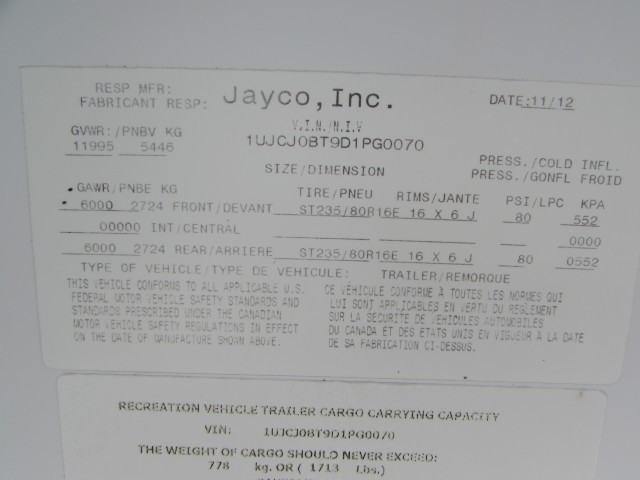 RESP MFR:
FABRICANT RESP: Jayco, Inc. DATE:11/12
V.I.N./N.I.V
GVWR:/PNBV KG 1UJCJ0BT9D1PG0070
11995 5446
SIZE/DIMENSION PRESS./COLD INFL.
PRESS./GONFL FROID
GAWR/PNBE KG TIRE/PNEU RIMS/JANTE PSI/LPC KPA
6000 2724 FRONT/DEVANT ST235/80R16E 16 X 6 J 80 552
00000 INT/CENTRAL 0000
6000 2724 REAR/ARRIERE ST235/80R16E 16 X 6 J 80 0552
TYPE OF VEHICLE/TYPE DE VEHICULE: TRAILER/REMORQUE
THIS VEHICLE CONFORMS TO ALL APPLICABLE U.S.
FEDERAL MOTOR VEHICLE SAFETY STANDARDS AND
STANDARDS PRESCRIBED UNDER THE CANADIAN
MOTOR VEHICLE SAFETY REGULATIONS IN EFFECT
ON THE DATE OF MANUFACTURE SHOWN ABOVE.
CE VÉHICULE CONFORME À TOUTES LES NORMES QUI
LUI SONT APPLICABLES EN VERTU DU REGLEMENT
SUR LA SECURITE DE VEHICULES AUTOMOBILES
DU CANADA ET DES ETATS UNIS EN VIGUEUR À LA DATE
DE SA FABRICATION CI-DESSUS.
RECREATION VEHICLE TRAILER CARGO CARRYING CAPACITY
VIN: 1UJCJ0BT9D1PG0070
THE WEIGHT OF CARGO SHOULD NEVER EXCEED:
778 kg. OR ( 1713 Lbs.)